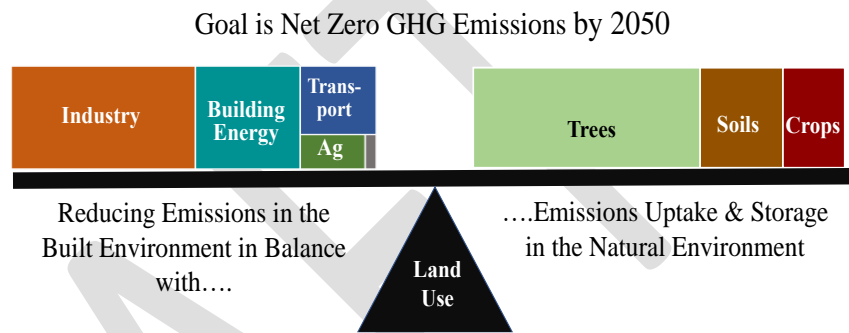 Goal is Net Zero GHG Emissions by 2050
Industry
Building
Energy
Trans-
port
Ag
Trees
Soils
Crops
Reducing Emissions in the
Built Environment in Balance
with….
….Emissions Uptake & Storage
in the Natural Environment
Land
Use